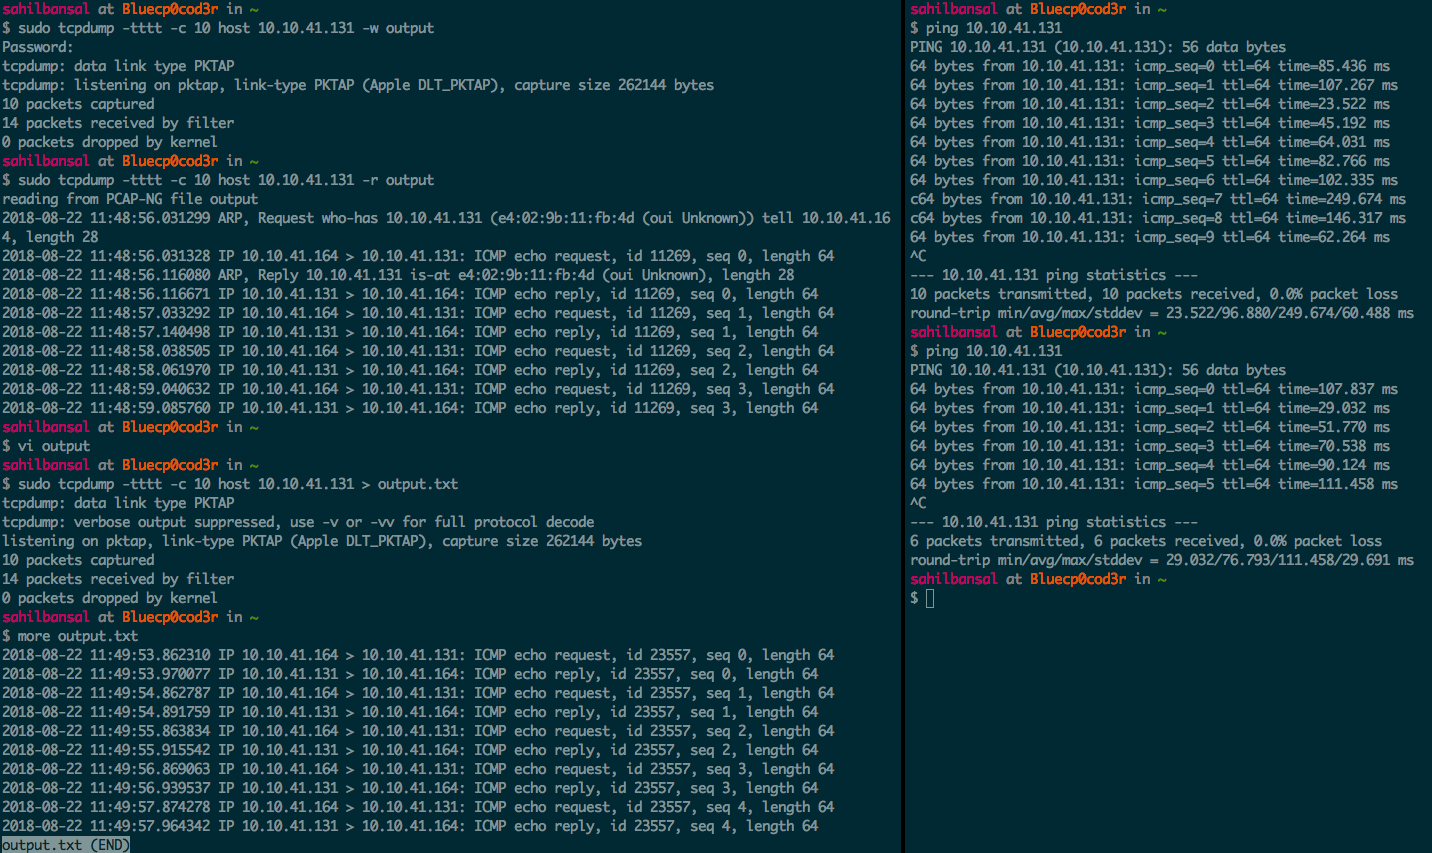 sahilbansal at Bluecp0cod3r in ~
$ sudo tcpdump -tttt -c 10 host 10.10.41.131 -w output
Password:
tcpdump: data link type PKTAP
tcpdump: listening on pktap, link-type PKTAP (Apple DLT_PKTAP), capture size 262144 bytes
10 packets captured
14 packets received by filter
0 packets dropped by kernel
sahilbansal at Bluecp0cod3r in ~
$ sudo tcpdump -tttt -c 10 host 10.10.41.131 -r output
reading from PCAP-NG file output
2018-08-22 11:48:56.031299 ARP, Request who-has 10.10.41.131 (e4:02:9b:11:fb:4d (oui Unknown)) tell 10.10.41.16
4, length 28
2018-08-22 11:48:56.031328 IP 10.10.41.164 > 10.10.41.131: ICMP echo request, id 11269, seq 0, length 64
2018-08-22 11:48:56.116080 ARP, Reply 10.10.41.131 is-at e4:02:9b:11:fb:4d (oui Unknown), length 28
2018-08-22 11:48:56.116671 IP 10.10.41.131 > 10.10.41.164: ICMP echo reply, id 11269, seq 0, length 64
2018-08-22 11:48:57.033292 IP 10.10.41.164 > 10.10.41.131: ICMP echo request, id 11269, seq 1, length 64
2018-08-22 11:48:57.140498 IP 10.10.41.131 > 10.10.41.164: ICMP echo reply, id 11269, seq 1, length 64
2018-08-22 11:48:58.038505 IP 10.10.41.164 > 10.10.41.131: ICMP echo request, id 11269, seq 2, length 64
2018-08-22 11:48:58.061970 IP 10.10.41.131 > 10.10.41.164: ICMP echo reply, id 11269, seq 2, length 64
2018-08-22 11:48:59.040632 IP 10.10.41.164 > 10.10.41.131: ICMP echo request, id 11269, seq 3, length 64
2018-08-22 11:48:59.085760 IP 10.10.41.131 > 10.10.41.164: ICMP echo reply, id 11269, seq 3, length 64
sahilbansal at Bluecp0cod3r in ~
$ vi output
sahilbansal at Bluecp0cod3r in ~
$ sudo tcpdump -tttt -c 10 host 10.10.41.131 > output.txt
tcpdump: data link type PKTAP
tcpdump: verbose output suppressed, use -v or -vv for full protocol decode
listening on pktap, link-type PKTAP (Apple DLT_PKTAP), capture size 262144 bytes
10 packets captured
14 packets received by filter
0 packets dropped by kernel
sahilbansal at Bluecp0cod3r in ~
$ more output.txt
2018-08-22 11:49:53.862310 IP 10.10.41.164 > 10.10.41.131: ICMP echo request, id 23557, seq 0, length 64
2018-08-22 11:49:53.970077 IP 10.10.41.131 > 10.10.41.164: ICMP echo reply, id 23557, seq 0, length 64
2018-08-22 11:49:54.862787 IP 10.10.41.164 > 10.10.41.131: ICMP echo request, id 23557, seq 1, length 64
2018-08-22 11:49:54.891759 IP 10.10.41.131 > 10.10.41.164: ICMP echo reply, id 23557, seq 1, length 64
2018-08-22 11:49:55.863834 IP 10.10.41.164 > 10.10.41.131: ICMP echo request, id 23557, seq 2, length 64
2018-08-22 11:49:55.915542 IP 10.10.41.131 > 10.10.41.164: ICMP echo reply, id 23557, seq 2, length 64
2018-08-22 11:49:56.869063 IP 10.10.41.164 > 10.10.41.131: ICMP echo request, id 23557, seq 3, length 64
2018-08-22 11:49:56.939537 IP 10.10.41.131 > 10.10.41.164: ICMP echo reply, id 23557, seq 3, length 64
2018-08-22 11:49:57.874278 IP 10.10.41.164 > 10.10.41.131: ICMP echo request, id 23557, seq 4, length 64
2018-08-22 11:49:57.964342 IP 10.10.41.131 > 10.10.41.164: ICMP echo reply, id 23557, seq 4, length 64
output.txt (END)
sahilbansal at Bluecp0cod3r in ~
$ ping 10.10.41.131
PING 10.10.41.131 (10.10.41.131): 56 data bytes
64 bytes from 10.10.41.131: icmp_seq=0 ttl=64 time=85.436 ms
64 bytes from 10.10.41.131: icmp_seq=1 ttl=64 time=107.267 ms
64 bytes from 10.10.41.131: icmp_seq=2 ttl=64 time=23.522 ms
64 bytes from 10.10.41.131: icmp_seq=3 ttl=64 time=45.192 ms
64 bytes from 10.10.41.131: icmp_seq=4 ttl=64 time=64.031 ms
64 bytes from 10.10.41.131: icmp_seq=5 ttl=64 time=82.766 ms
64 bytes from 10.10.41.131: icmp_seq=6 ttl=64 time=102.335 ms
c64 bytes from 10.10.41.131: icmp_seq=7 ttl=64 time=249.674 ms
c64 bytes from 10.10.41.131: icmp_seq=8 ttl=64 time=146.317 ms
64 bytes from 10.10.41.131: icmp_seq=9 ttl=64 time=62.264 ms
^C
--- 10.10.41.131 ping statistics ---
10 packets transmitted, 10 packets received, 0.0% packet loss
round-trip min/avg/max/stddev = 23.522/96.880/249.674/60.488 ms
sahilbansal at Bluecp0cod3r in ~
$ ping 10.10.41.131
PING 10.10.41.131 (10.10.41.131): 56 data bytes
64 bytes from 10.10.41.131: icmp_seq=0 ttl=64 time=107.837 ms
64 bytes from 10.10.41.131: icmp_seq=1 ttl=64 time=29.032 ms
64 bytes from 10.10.41.131: icmp_seq=2 ttl=64 time=51.770 ms
64 bytes from 10.10.41.131: icmp_seq=3 ttl=64 time=70.538 ms
64 bytes from 10.10.41.131: icmp_seq=4 ttl=64 time=90.124 ms
64 bytes from 10.10.41.131: icmp_seq=5 ttl=64 time=111.458 ms
^C
--- 10.10.41.131 ping statistics ---
6 packets transmitted, 6 packets received, 0.0% packet loss
round-trip min/avg/max/stddev = 29.032/76.793/111.458/29.691 ms
sahilbansal at Bluecp0cod3r in ~
$